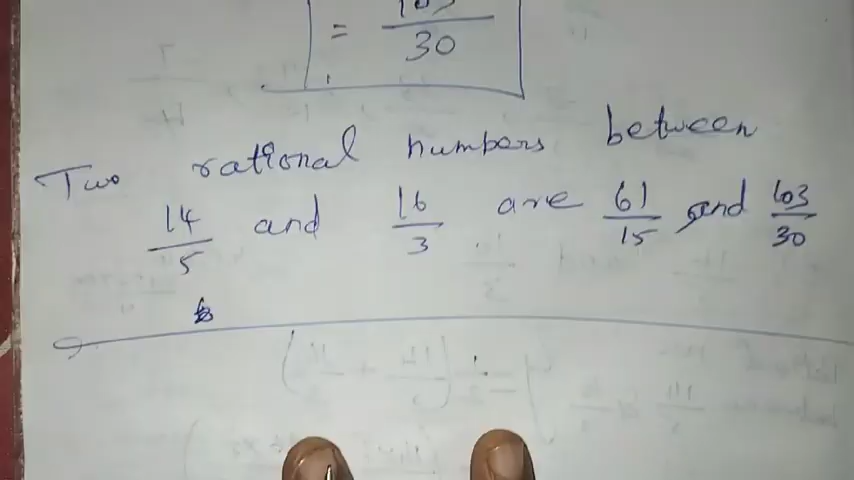 = 103/30
Two rational numbers between
14/5 and 16/3 are 61/15 and 103/30